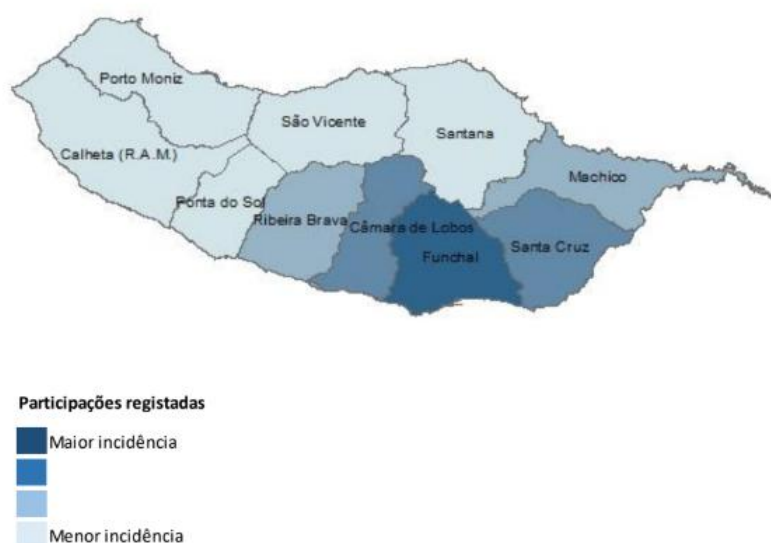 Porto Moniz
São Vicente
Santana
Calheta (R.A.M.)
Machico
Ponta do Sol
Ribeira Brava
Câmara de Lobos
Santa Cruz
Funchal
Participações registadas
Maior incidência
Menor incidência